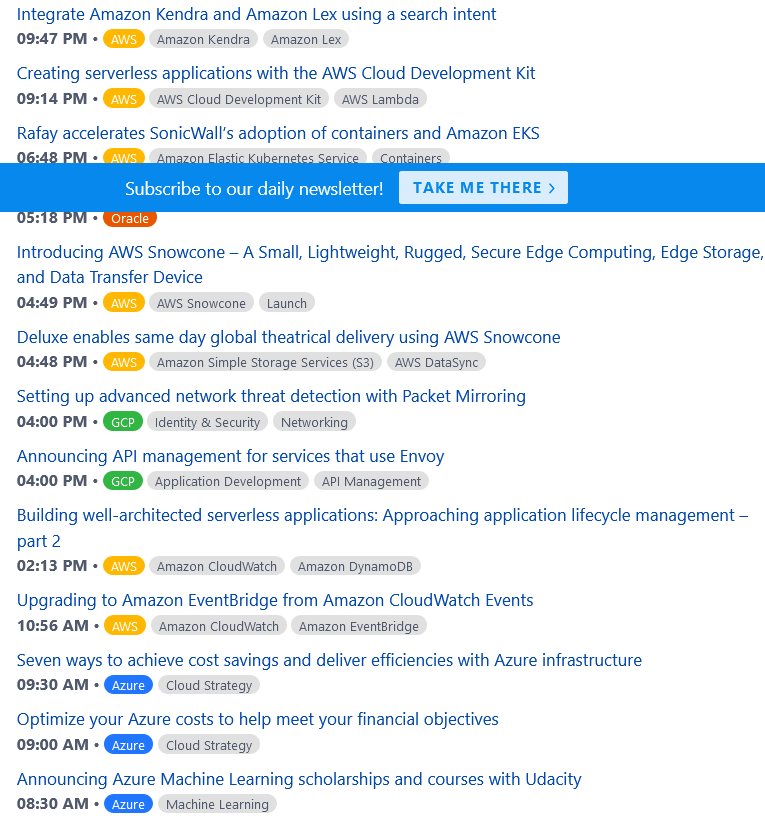 Integrate Amazon Kendra and Amazon Lex using a search intent
09:47 PM • AWS Amazon Kendra Amazon Lex
Creating serverless applications with the AWS Cloud Development Kit
09:14 PM • AWS AWS Cloud Development Kit AWS Lambda
Rafay accelerates SonicWall’s adoption of containers and Amazon EKS
06:48 PM • AWS Amazon Elastic Kubernetes Service Containers
Subscribe to our daily newsletter! TAKE ME THERE >
05:18 PM • Oracle
Introducing AWS Snowcone – A Small, Lightweight, Rugged, Secure Edge Computing, Edge Storage,
and Data Transfer Device
04:49 PM • AWS AWS Snowcone Launch
Deluxe enables same day global theatrical delivery using AWS Snowcone
04:48 PM • AWS Amazon Simple Storage Services (S3) AWS DataSync
Setting up advanced network threat detection with Packet Mirroring
04:00 PM • GCP Identity & Security Networking
Announcing API management for services that use Envoy
04:00 PM • GCP Application Development API Management
Building well-architected serverless applications: Approaching application lifecycle management –
part 2
02:13 PM • AWS Amazon CloudWatch Amazon DynamoDB
Upgrading to Amazon EventBridge from Amazon CloudWatch Events
10:56 AM • AWS Amazon CloudWatch Amazon EventBridge
Seven ways to achieve cost savings and deliver efficiencies with Azure infrastructure
09:30 AM • Azure Cloud Strategy
Optimize your Azure costs to help meet your financial objectives
09:00 AM • Azure Cloud Strategy
Announcing Azure Machine Learning scholarships and courses with Udacity
08:30 AM • Azure Machine Learning